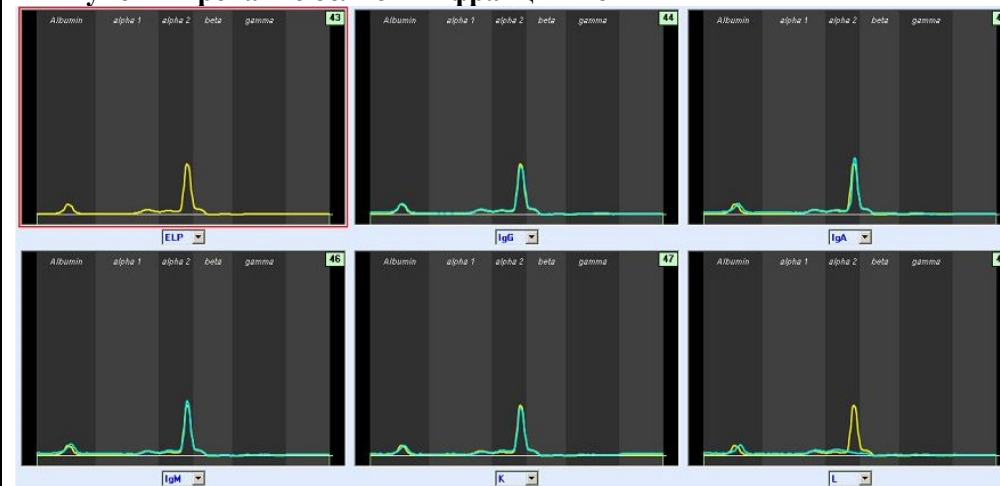 Albumin alpha 1 alpha 2 beta gamma 43
Albumin alpha 1 alpha 2 beta gamma 44
Albumin alpha 1 alpha 2 beta gamma
ELP IgG IgA
Albumin alpha 1 alpha 2 beta gamma 46
Albumin alpha 1 alpha 2 beta gamma 47
Albumin alpha 1 alpha 2 beta gamma
IgM K L